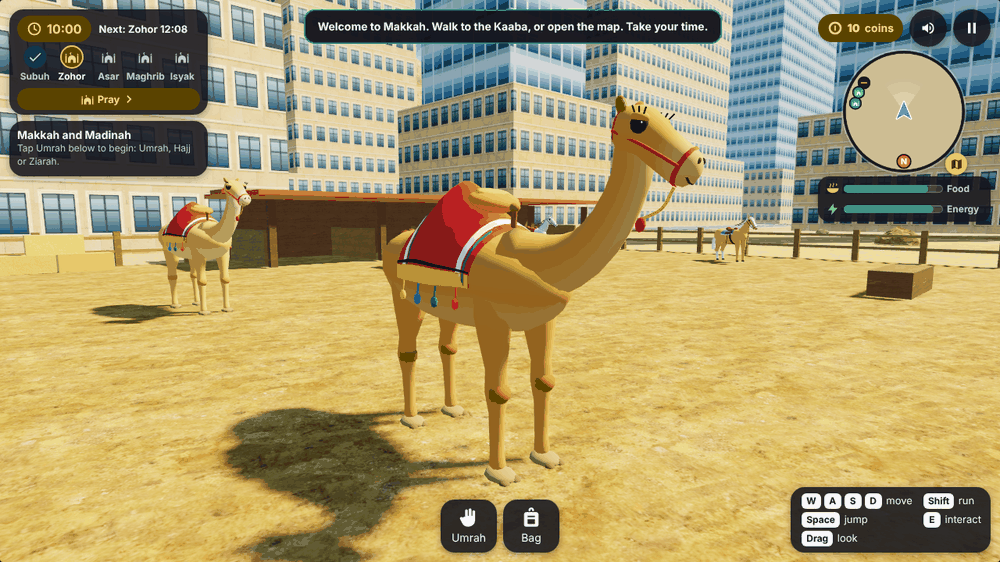 10:00
Next: Zohor 12:08
Subuh
Zohor
Asar
Maghrib
Isyak
Pray
Makkah and Madinah
Tap Umrah below to begin: Umrah, Hajj
or Ziarah.
Welcome to Makkah. Walk to the Kaaba, or open the map. Take your time.
10 coins
N
Food
Energy
Umrah
Bag
W A S D move
Shift run
Space jump
E interact
Drag look